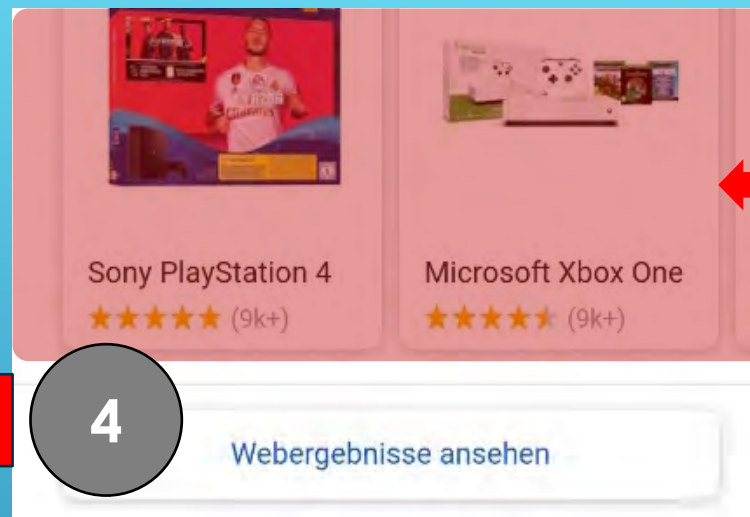 Sony PlayStation 4
Microsoft Xbox One
(9k+)
(9k+)
4
Webergebnisse ansehen